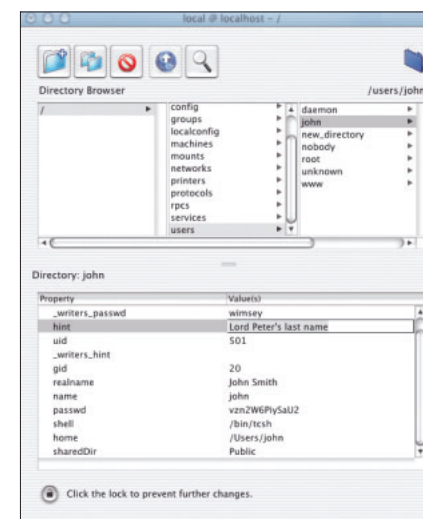 local @ localhost – /
Directory Browser
/users/john
/
config
groups
localconfig
machines
mounts
networks
printers
protocols
rpcs
services
users
daemon
john
new_directory
nobody
root
unknown
www
Directory: john
Property Value(s)
_writers_passwd wimsey
hint Lord Peter's last name
uid 501
_writers_hint
gid 20
realname John Smith
name john
passwd vzn2W6PlySaU2
shell /bin/tcsh
home /Users/john
sharedDir Public
Click the lock to prevent further changes.